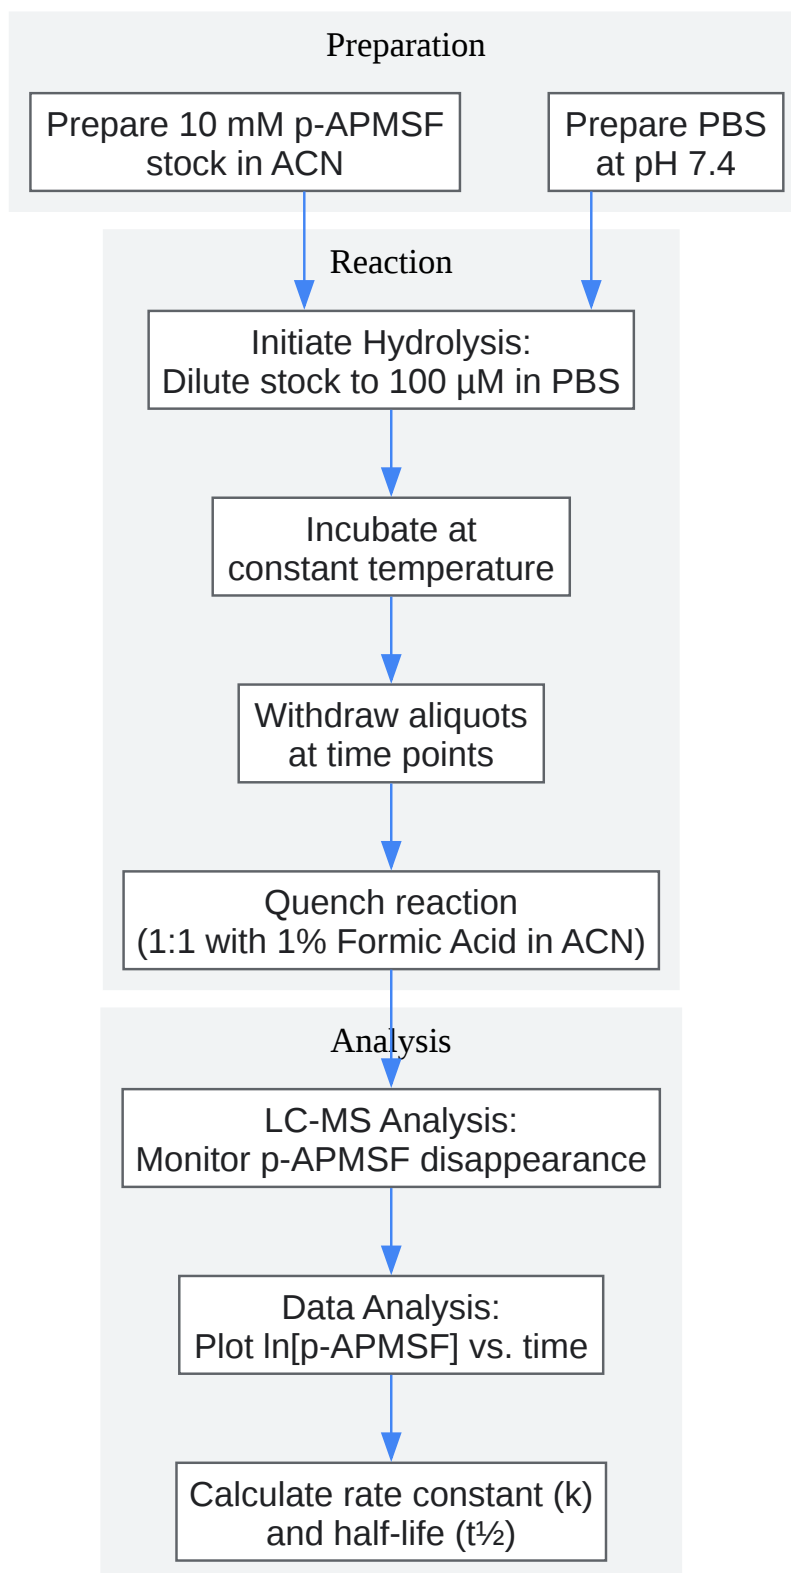 Preparation
Prepare 10 mM p-APMSF
stock in ACN
Prepare PBS
at pH 7.4
Reaction
Initiate Hydrolysis:
Dilute stock to 100 µM in PBS
Incubate at
constant temperature
Withdraw aliquots
at time points
Quench reaction
(1:1 with 1% Formic Acid in ACN)
Analysis
LC-MS Analysis:
Monitor p-APMSF disappearance
Data Analysis:
Plot ln[p-APMSF] vs. time
Calculate rate constant (k)
and half-life (t½)